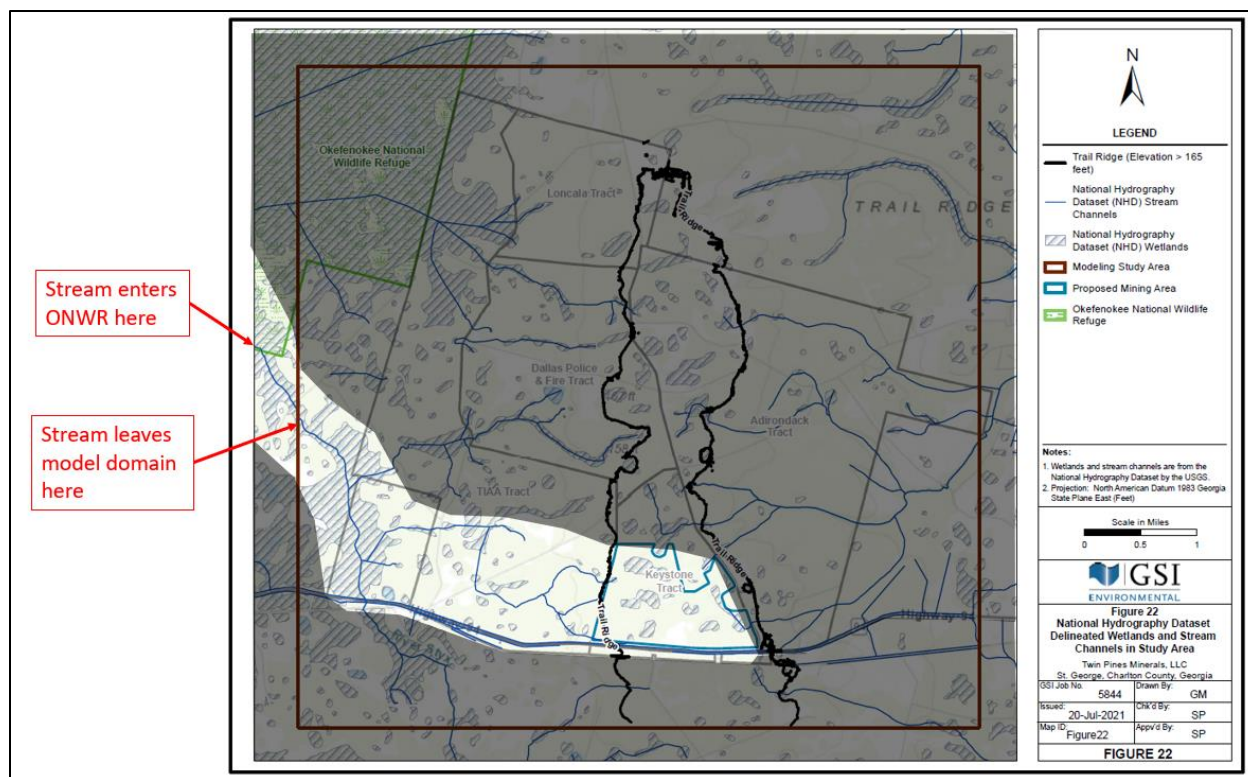 Stream enters
ONWR here
Stream leaves
model domain
here
Okefenokee National
Wildlife Refuge
Loncala Tract
Trail Ridge
TRAIL RIDGE
Dallas Police
& Fire Tract
Adirondack
Tract
TIAA Tract
Trail Ridge
Keystone
Tract
Trail Ridge
Highway 94
Highway-94
N
LEGEND
Trail Ridge (Elevation > 165
feet)
National Hydrography
Dataset (NHD) Stream
Channels
National Hydrography
Dataset (NHD) Wetlands
Modeling Study Area
Proposed Mining Area
Okefenokee National Wildlife
Refuge
Notes:
1. Wetlands and stream channels are from the
National Hydrography Dataset by the USGS.
2. Projection: North American Datum 1983 Georgia
State Plane East (Feet)
Scale in Miles
0 0.5 1
GSI
ENVIRONMENTAL
Figure 22
National Hydrography Dataset
Delineated Wetlands and Stream
Channels in Study Area
Twin Pines Minerals, LLC
St. George, Charlton County, Georgia
GSI Job No. 5844 Drawn By: GM
Issued: 20-Jul-2021 Chk'd By: SP
Map ID: Figure22 Appv'd By: SP
FIGURE 22